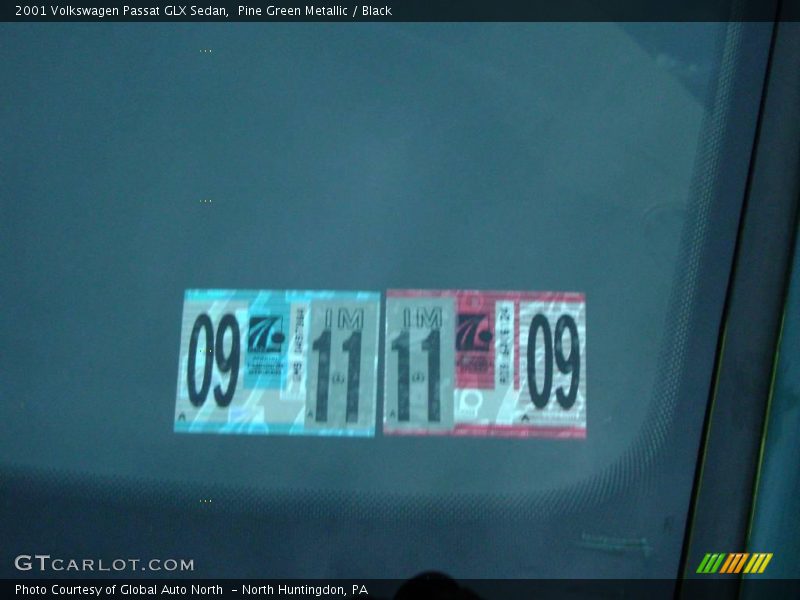 2001 Volkswagen Passat GLX Sedan,  Pine Green Metallic / Black
09 IM 11
IM 11 09
GTCARLOT.COM
Photo Courtesy of Global Auto North  - North Huntingdon, PA